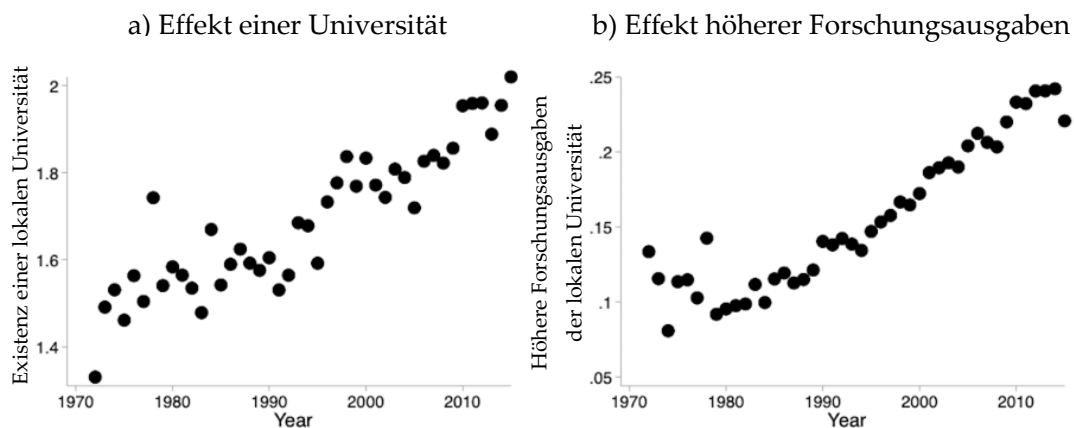 a) Effekt einer Universität
Existenz einer lokalen Universität
2
1.8
1.6
1.4
1970
1980
1990
2000
2010
Year
b) Effekt höherer Forschungsausgaben
Höhere Forschungsausgaben
der lokalen Universität
.25
.2
.15
.1
.05
1970
1980
1990
2000
2010
Year